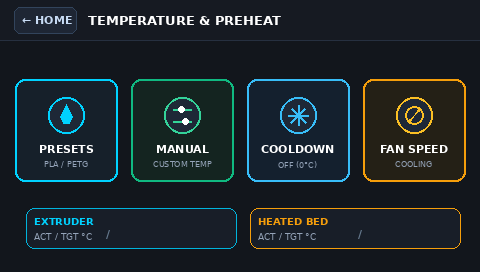 ← HOME TEMPERATURE & PREHEAT
PRESETS MANUAL COOLDOWN FAN SPEED
PLA / PETG CUSTOM TEMP OFF (0°C) COOLING
EXTRUDER HEATED BED
ACT / TGT °C / ACT / TGT °C /